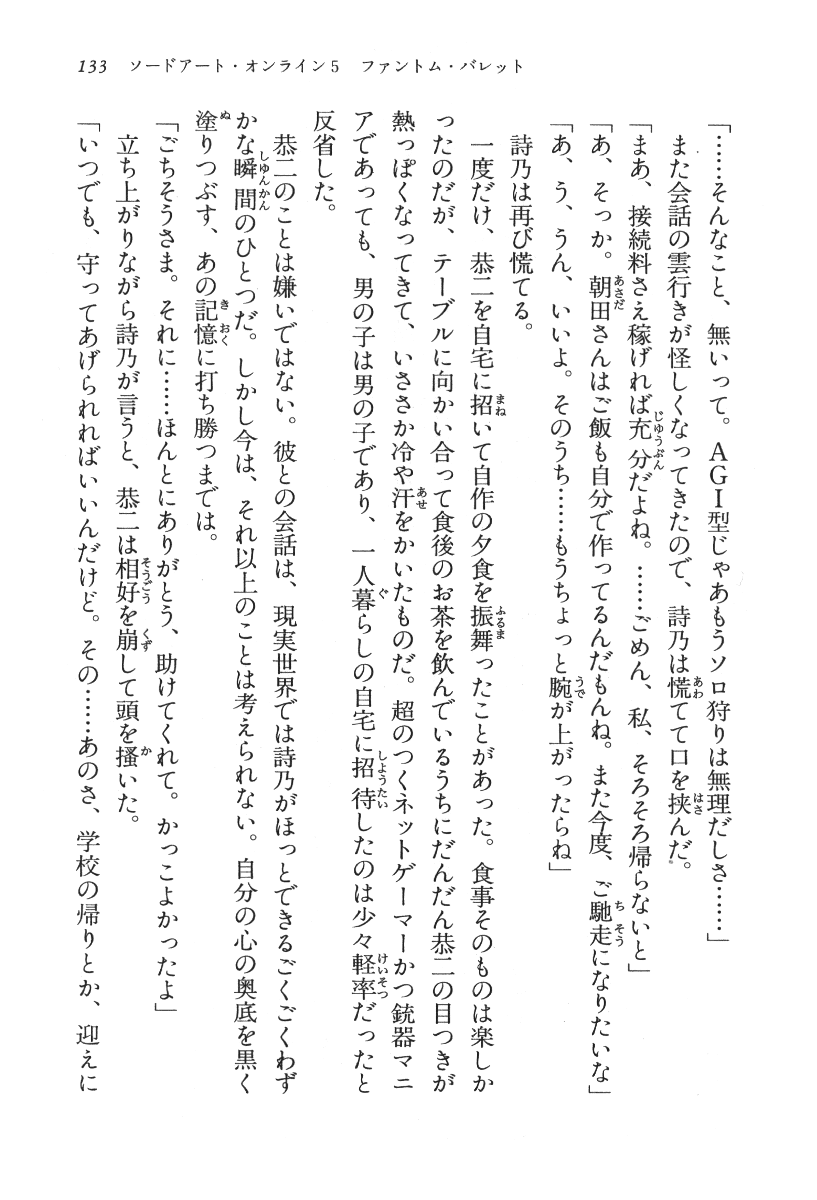 133　ソードアート・オンライン5　ファントム・バレット
「……そんなこと、無いって。ＡＧＩ型じゃあもうソロ狩りは無理だしさ……」
　また会話の雲行きが怪しくなってきたので、詩乃は慌てて口を挟んだ。
「まあ、接続料さえ稼げれば充分だよね。……ごめん、私、そろそろ帰らないと」
「あ、そっか。朝田さんはご飯も自分で作ってるんだもんね。また今度、ご馳走になりたいな」
「あ、う、うん、いいよ。そのうち……もうちょっと腕が上がったらね」
　詩乃は再び慌てる。
　一度だけ、恭二を自宅に招いて自作の夕食を振舞ったことがあった。食事そのものは楽しか
ったのだが、テーブルに向かい合って食後のお茶を飲んでいるうちにだんだん恭二の目つきが
熱っぽくなってきて、いささか冷や汗をかいたものだ。超のつくネットゲーマーかつ銃器マニ
アであっても、男の子は男の子であり、一人暮らしの自宅に招待したのは少々軽率だったと
反省した。
　恭二のことは嫌いではない。彼との会話は、現実世界では詩乃がほっとできるごくごくわず
かな瞬間のひとつだ。しかし今は、それ以上のことは考えられない。自分の心の奥底を黒く
塗りつぶす、あの記憶に打ち勝つまでは。
「ごちそうさま。それに……ほんとにありがとう、助けてくれて。かっこよかったよ」
　立ち上がりながら詩乃が言うと、恭二は相好を崩して頭を掻いた。
「いつでも、守ってあげられればいいんだけど。その……あのさ、学校の帰りとか、迎えに